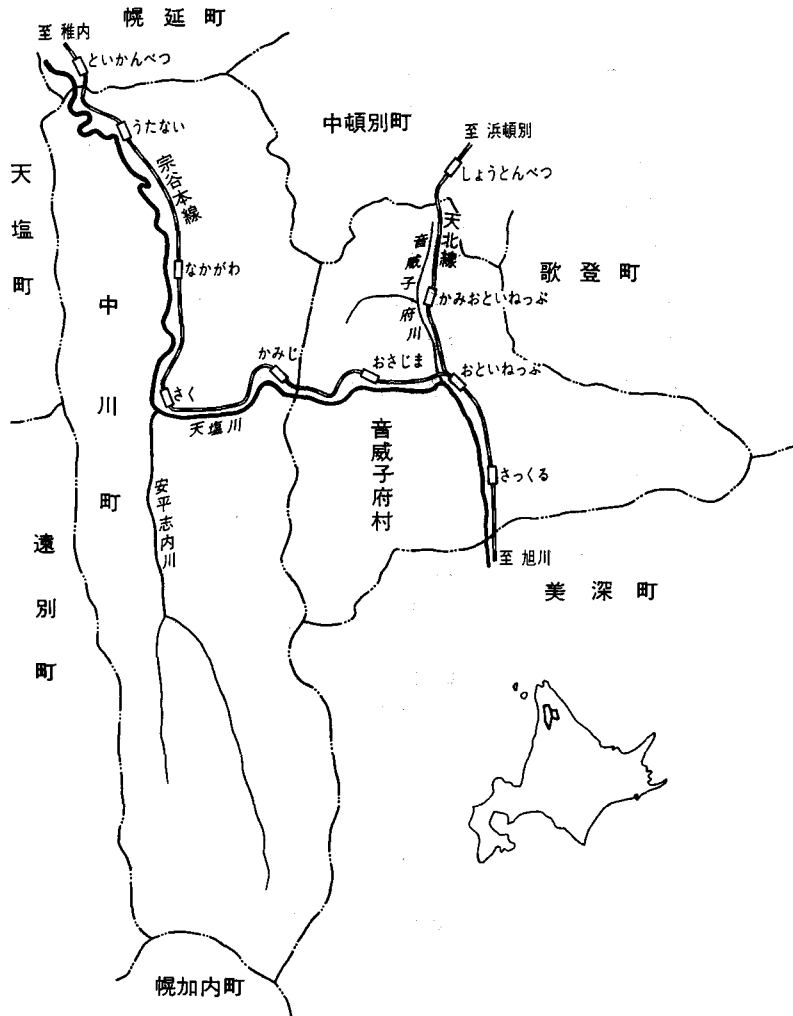 幌延町
至 稚内
といかんべつ
うたない
宗谷本線
中頓別町
至 浜頓別
しょうとんべつ
天塩町
天北線
音威子府川
歌登町
なかがわ
かみおといねっぷ
中川町
かみじ
おさじま
おといねっぷ
さく
天塩川
音威子府村
さっくる
安平志内川
遠別町
至 旭川
美深町
幌加内町